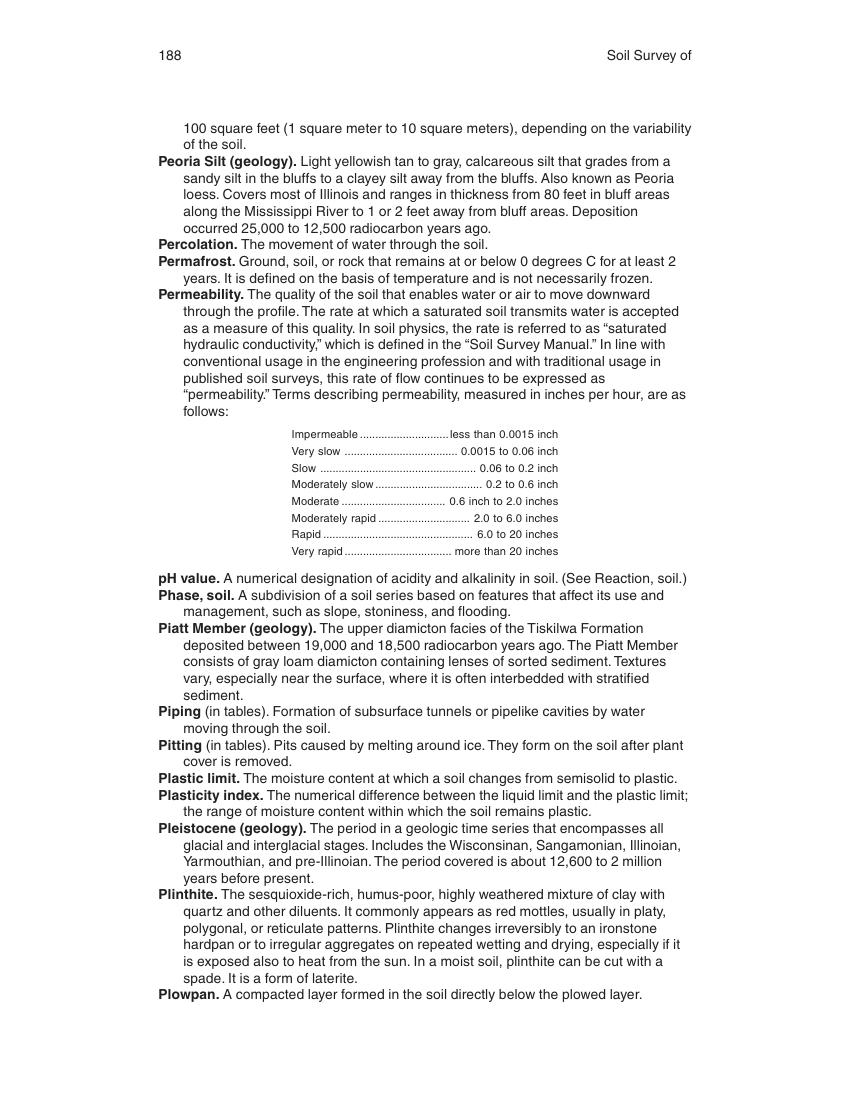 188
Soil Survey of
100 square feet (1 square meter to 10 square meters), depending on the variability
of the soil.
Peoria Silt (geology). Light yellowish tan to gray, calcareous silt that grades from a
sandy silt in the bluffs to a clayey silt away from the bluffs. Also known as Peoria
loess. Covers most of Illinois and ranges in thickness from 80 feet in bluff areas
along the Mississippi River to 1 or 2 feet away from bluff areas. Deposition
occurred 25,000 to 12,500 radiocarbon years ago.
Percolation. The movement of water through the soil.
Permafrost. Ground, soil, or rock that remains at or below 0 degrees C for at least 2
years. It is defined on the basis of temperature and is not necessarily frozen.
Permeability. The quality of the soil that enables water or air to move downward
through the profile. The rate at which a saturated soil transmits water is accepted
as a measure of this quality. In soil physics, the rate is referred to as “saturated
hydraulic conductivity,” which is defined in the “Soil Survey Manual.” In line with
conventional usage in the engineering profession and with traditional usage in
published soil surveys, this rate of flow continues to be expressed as
“permeability.” Terms describing permeability, measured in inches per hour, are as
follows:
Impermeable ............................. less than 0.0015 inch
Very slow ..................................... 0.0015 to 0.06 inch
Slow ................................................... 0.06 to 0.2 inch
Moderately slow ................................... 0.2 to 0.6 inch
Moderate .................................. 0.6 inch to 2.0 inches
Moderately rapid .............................. 2.0 to 6.0 inches
Rapid ................................................. 6.0 to 20 inches
Very rapid ................................... more than 20 inches
pH value. A numerical designation of acidity and alkalinity in soil. (See Reaction, soil.)
Phase, soil. A subdivision of a soil series based on features that affect its use and
management, such as slope, stoniness, and flooding.
Piatt Member (geology). The upper diamicton facies of the Tiskilwa Formation
deposited between 19,000 and 18,500 radiocarbon years ago. The Piatt Member
consists of gray loam diamicton containing lenses of sorted sediment. Textures
vary, especially near the surface, where it is often interbedded with stratified
sediment.
Piping (in tables). Formation of subsurface tunnels or pipelike cavities by water
moving through the soil.
Pitting (in tables). Pits caused by melting around ice. They form on the soil after plant
cover is removed.
Plastic limit. The moisture content at which a soil changes from semisolid to plastic.
Plasticity index. The numerical difference between the liquid limit and the plastic limit;
the range of moisture content within which the soil remains plastic.
Pleistocene (geology). The period in a geologic time series that encompasses all
glacial and interglacial stages. Includes the Wisconsinan, Sangamonian, Illinoian,
Yarmouthian, and pre-Illinoian. The period covered is about 12,600 to 2 million
years before present.
Plinthite. The sesquioxide-rich, humus-poor, highly weathered mixture of clay with
quartz and other diluents. It commonly appears as red mottles, usually in platy,
polygonal, or reticulate patterns. Plinthite changes irreversibly to an ironstone
hardpan or to irregular aggregates on repeated wetting and drying, especially if it
is exposed also to heat from the sun. In a moist soil, plinthite can be cut with a
spade. It is a form of laterite.
Plowpan. A compacted layer formed in the soil directly below the plowed layer.